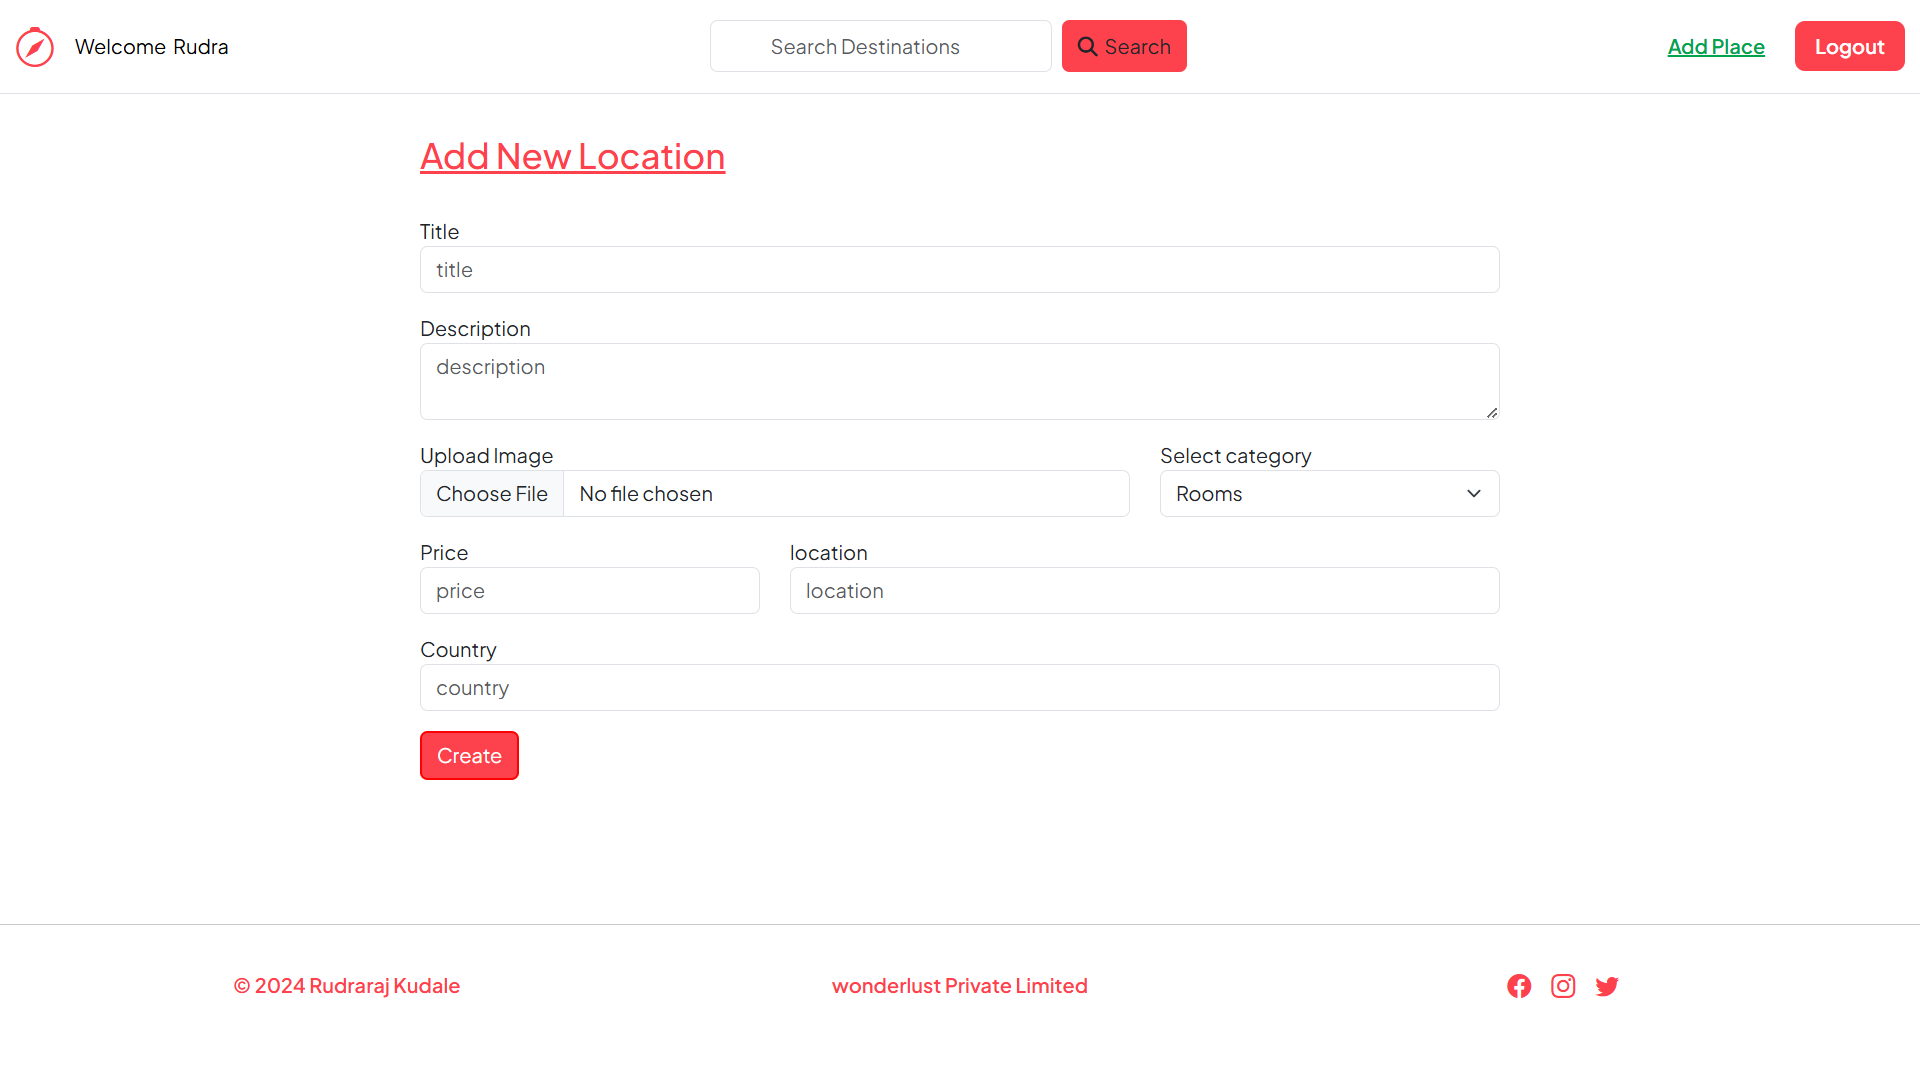 Welcome Rudra
Search Destinations
Search
Add Place
Logout
Add New Location
Title
title
Description
description
Upload Image
Select category
Choose File
No file chosen
Rooms
Price
location
price
location
Country
country
Create
© 2024 Rudraraj Kudale
wonderlust Private Limited